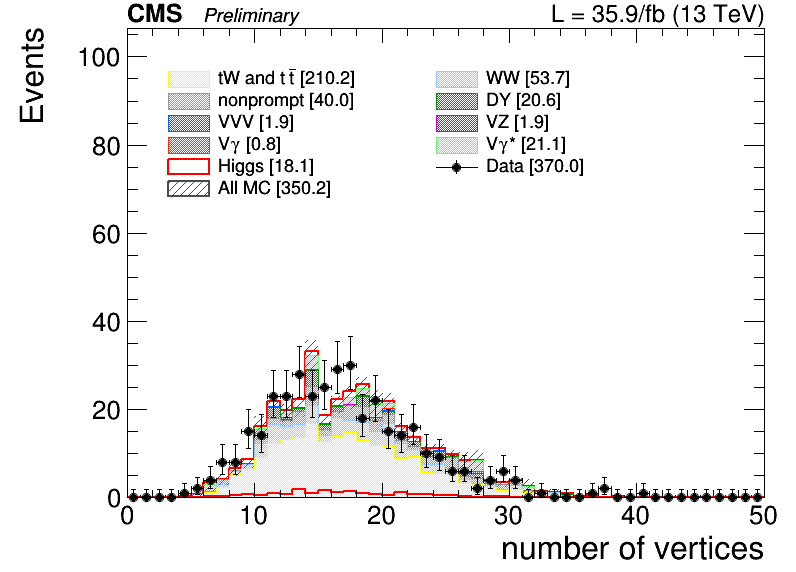 CMS Preliminary L = 35.9/fb (13 TeV)
Events
100
80
60
40
20
0
tW and tt̄ [210.2]
nonprompt [40.0]
VVV [1.9]
Vγ [0.8]
Higgs [18.1]
All MC [350.2]
WW [53.7]
DY [20.6]
VZ [1.9]
Vγ* [21.1]
Data [370.0]
0 10 20 30 40 50
number of vertices